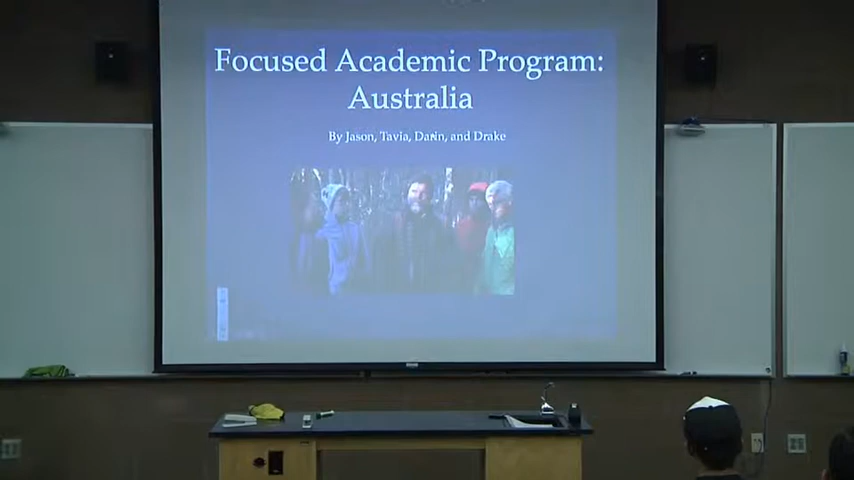 Focused Academic Program:
Australia
By Jason, Tavia, Darin, and Drake